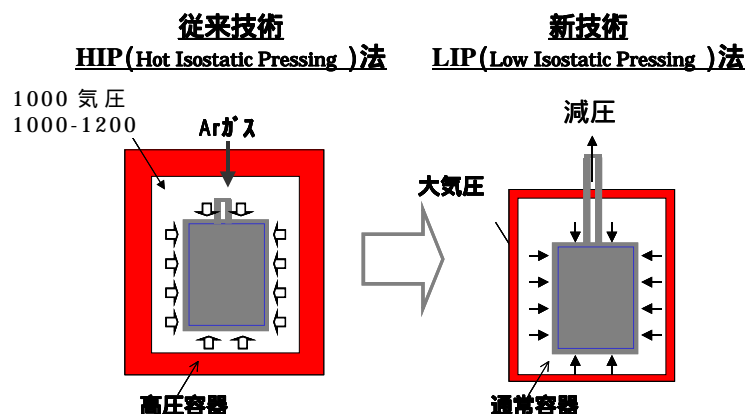 従来技術
HIP(Hot Isostatic Pressing )法
新技術
LIP(Low Isostatic Pressing )法
1000 気圧
1000-1200
Arガス
減圧
大気圧
高圧容器
通常容器